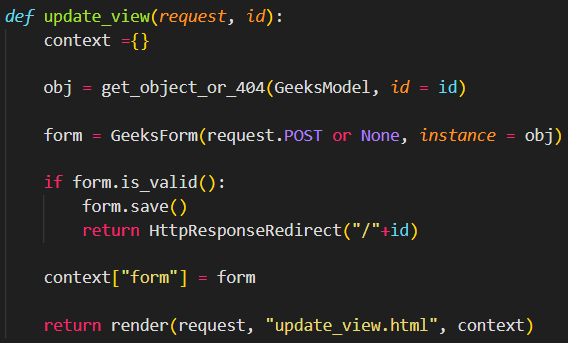 def update_view(request, id):
    context ={}
    obj = get_object_or_404(GeeksModel, id = id)
    form = GeeksForm(request.POST or None, instance = obj)
    if form.is_valid():
        form.save()
        return HttpResponseRedirect("/"+id)
    context["form"] = form
    return render(request, "update_view.html", context)